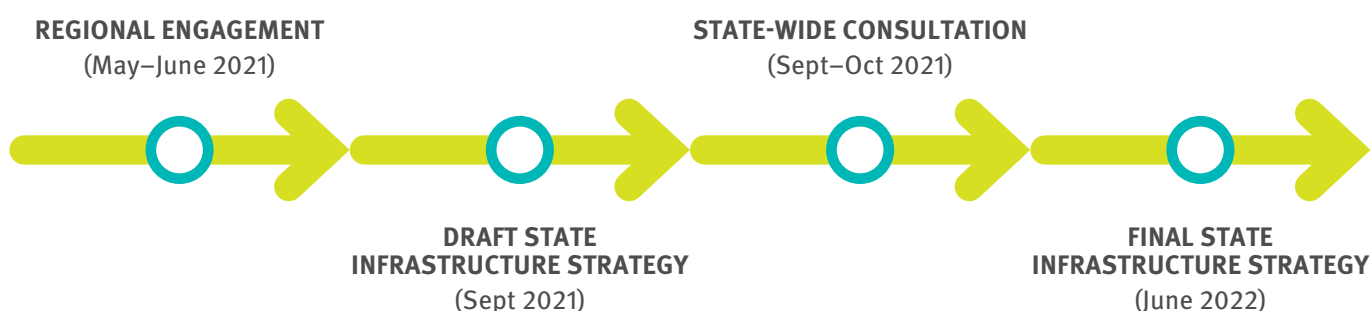 REGIONAL ENGAGEMENT
(May–June 2021)
DRAFT STATE
INFRASTRUCTURE STRATEGY
(Sept 2021)
STATE-WIDE CONSULTATION
(Sept–Oct 2021)
FINAL STATE
INFRASTRUCTURE STRATEGY
(June 2022)